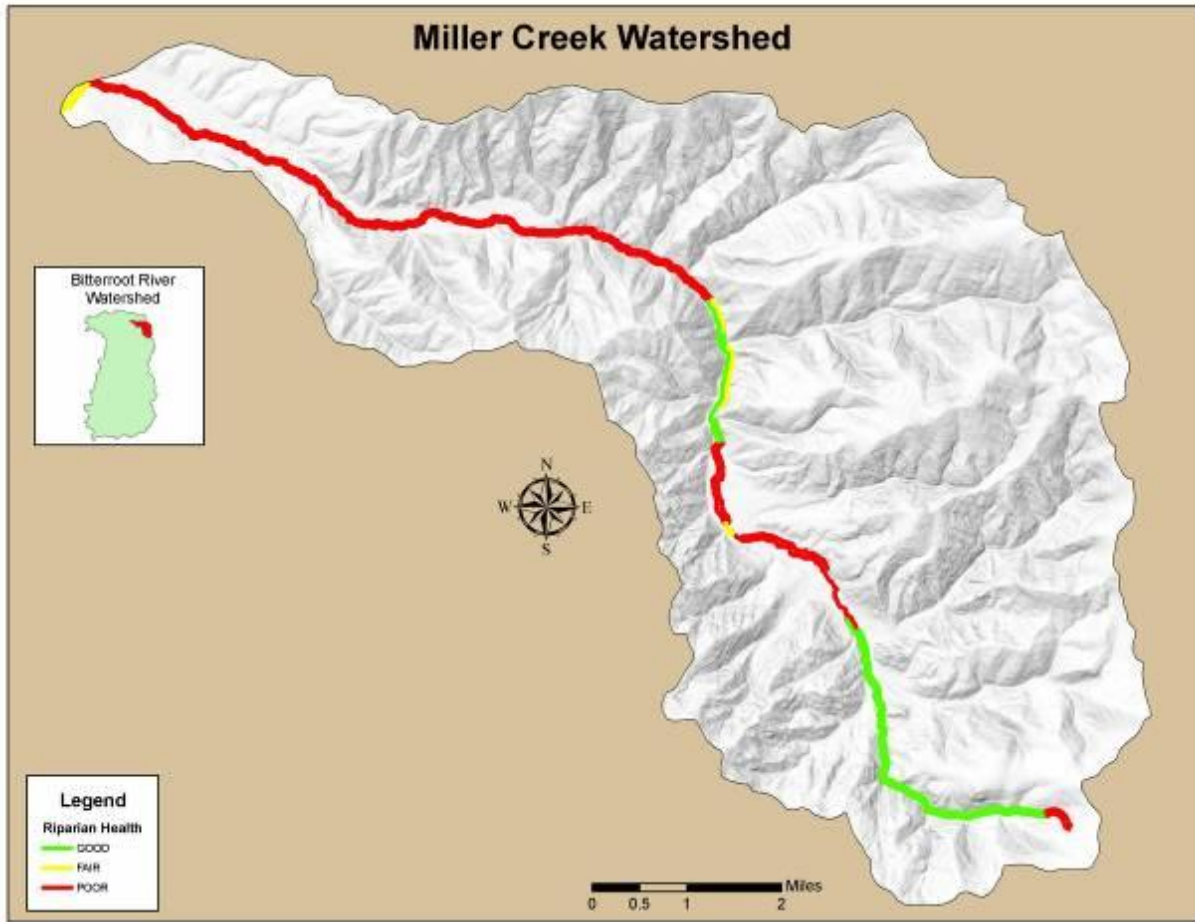 Miller Creek Watershed
Bitterroot River
Watershed
N
W
E
S
Legend
Riparian Health
GOOD
FAIR
POOR
Miles
0 0.5 1 2